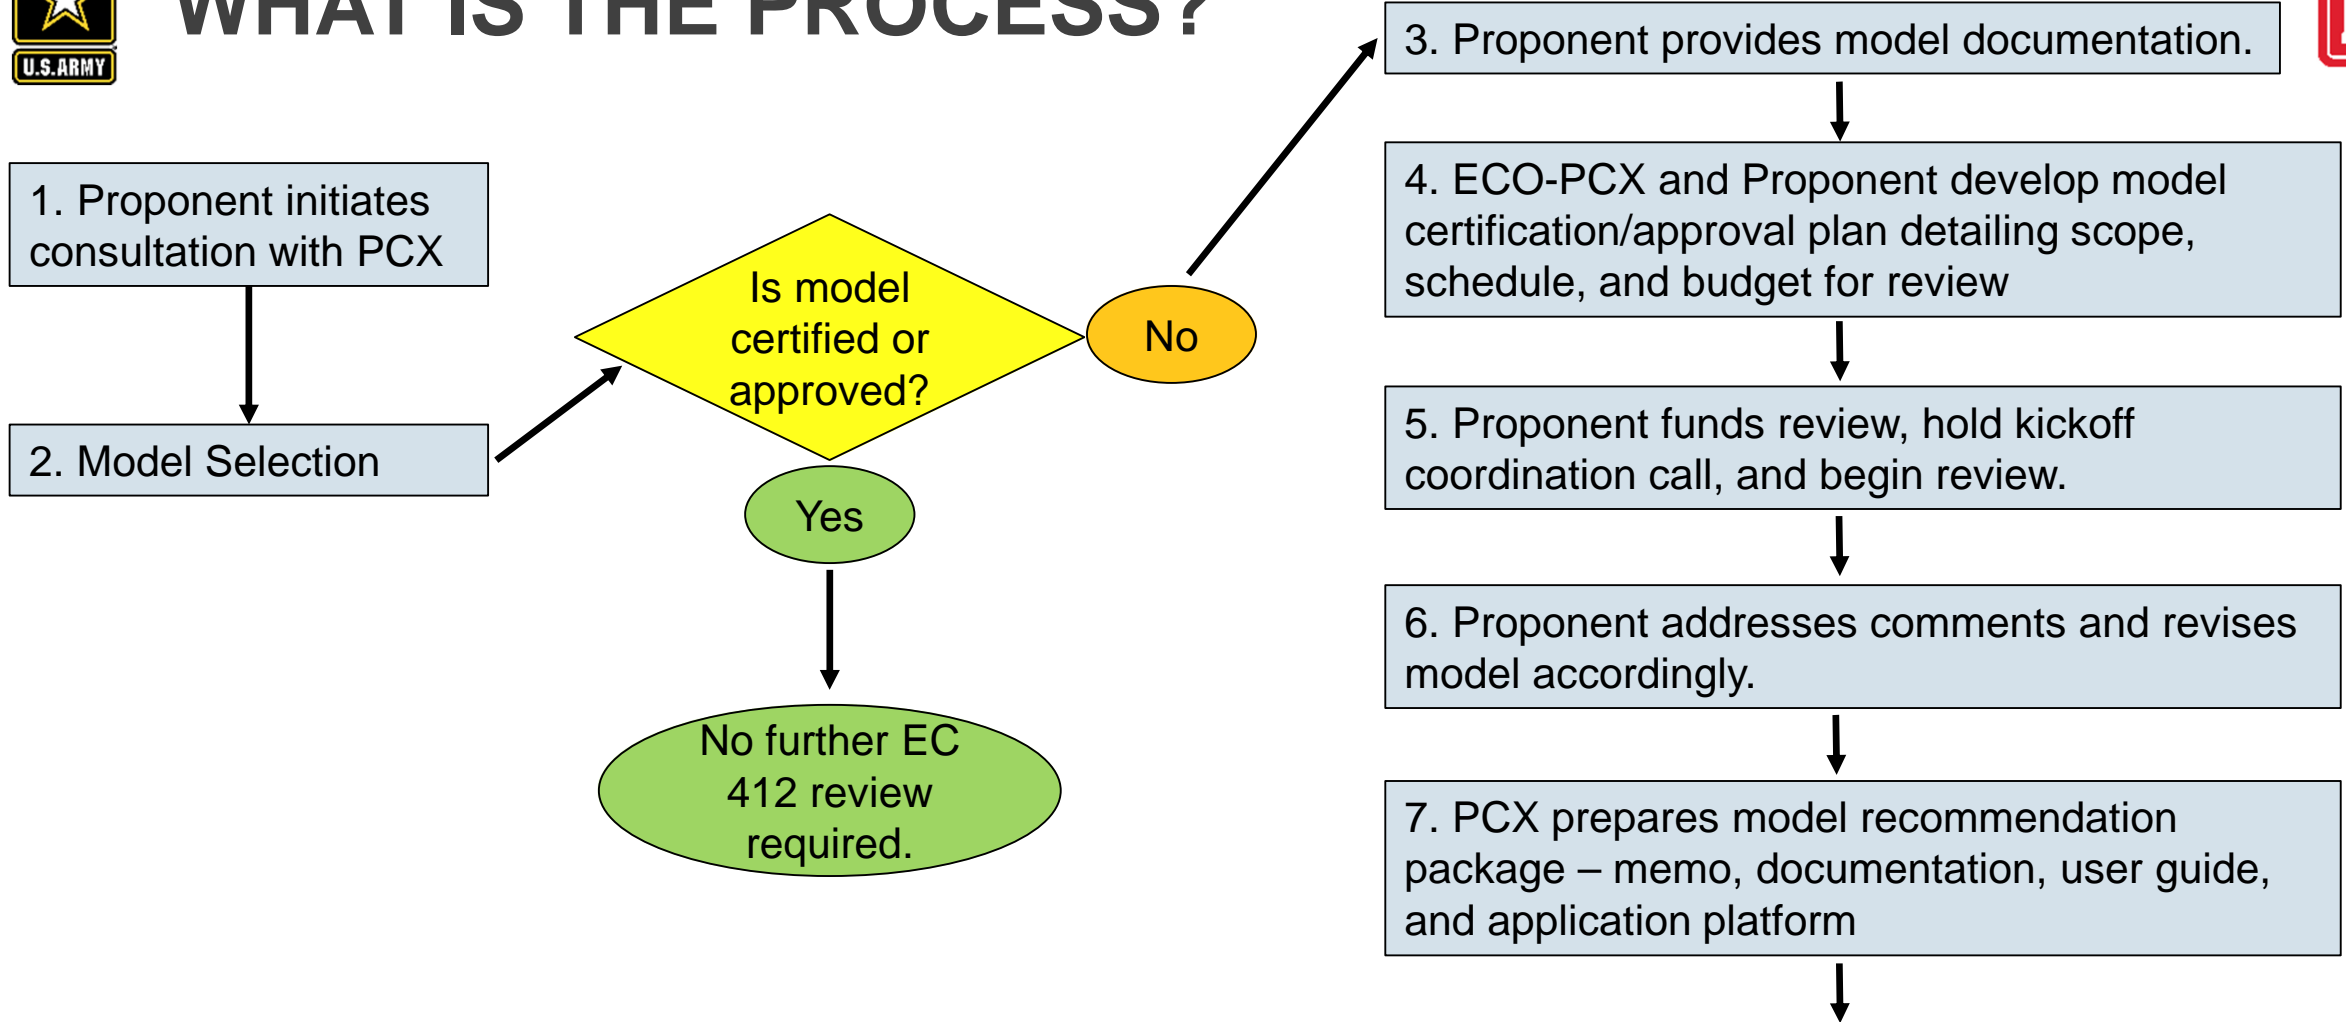 WHAT IS THE PROCESS?
U.S.ARMY
1. Proponent initiates
consultation with PCX
2. Model Selection
Is model
certified or
approved?
No
Yes
No further EC
412 review
required.
3. Proponent provides model documentation.
4. ECO-PCX and Proponent develop model
certification/approval plan detailing scope,
schedule, and budget for review
5. Proponent funds review, hold kickoff
coordination call, and begin review.
6. Proponent addresses comments and revises
model accordingly.
7. PCX prepares model recommendation
package – memo, documentation, user guide,
and application platform